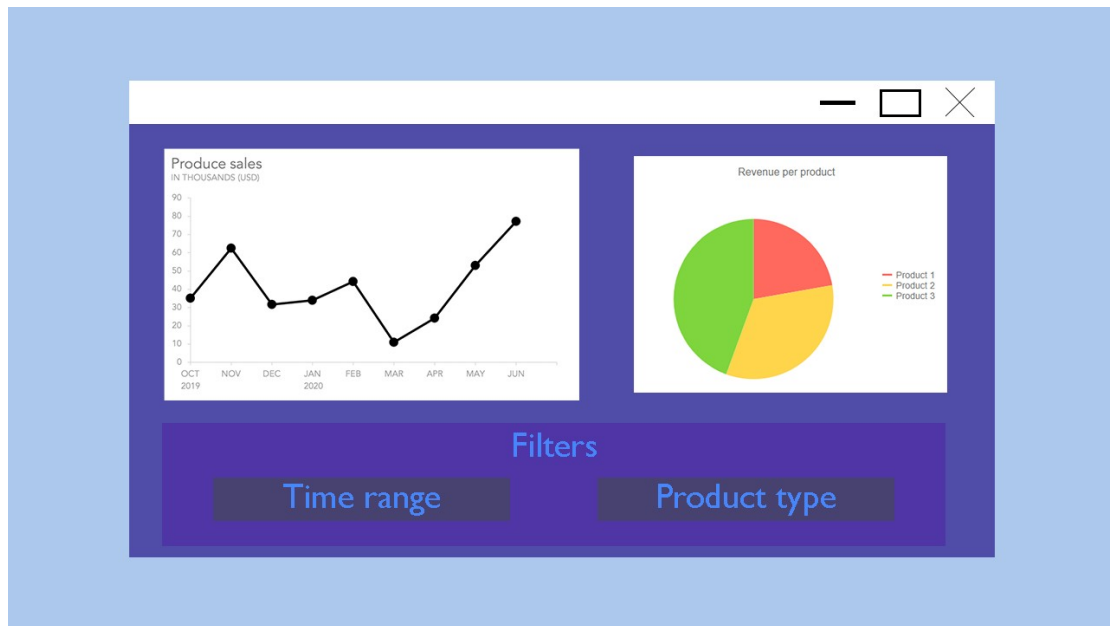 Produce sales
IN THOUSANDS (USD)
90
80
70
60
50
40
30
20
10
0
OCT NOV DEC JAN FEB MAR APR MAY JUN
2019 2020
Revenue per product
Product 1
Product 2
Product 3
Filters
Time range Product type